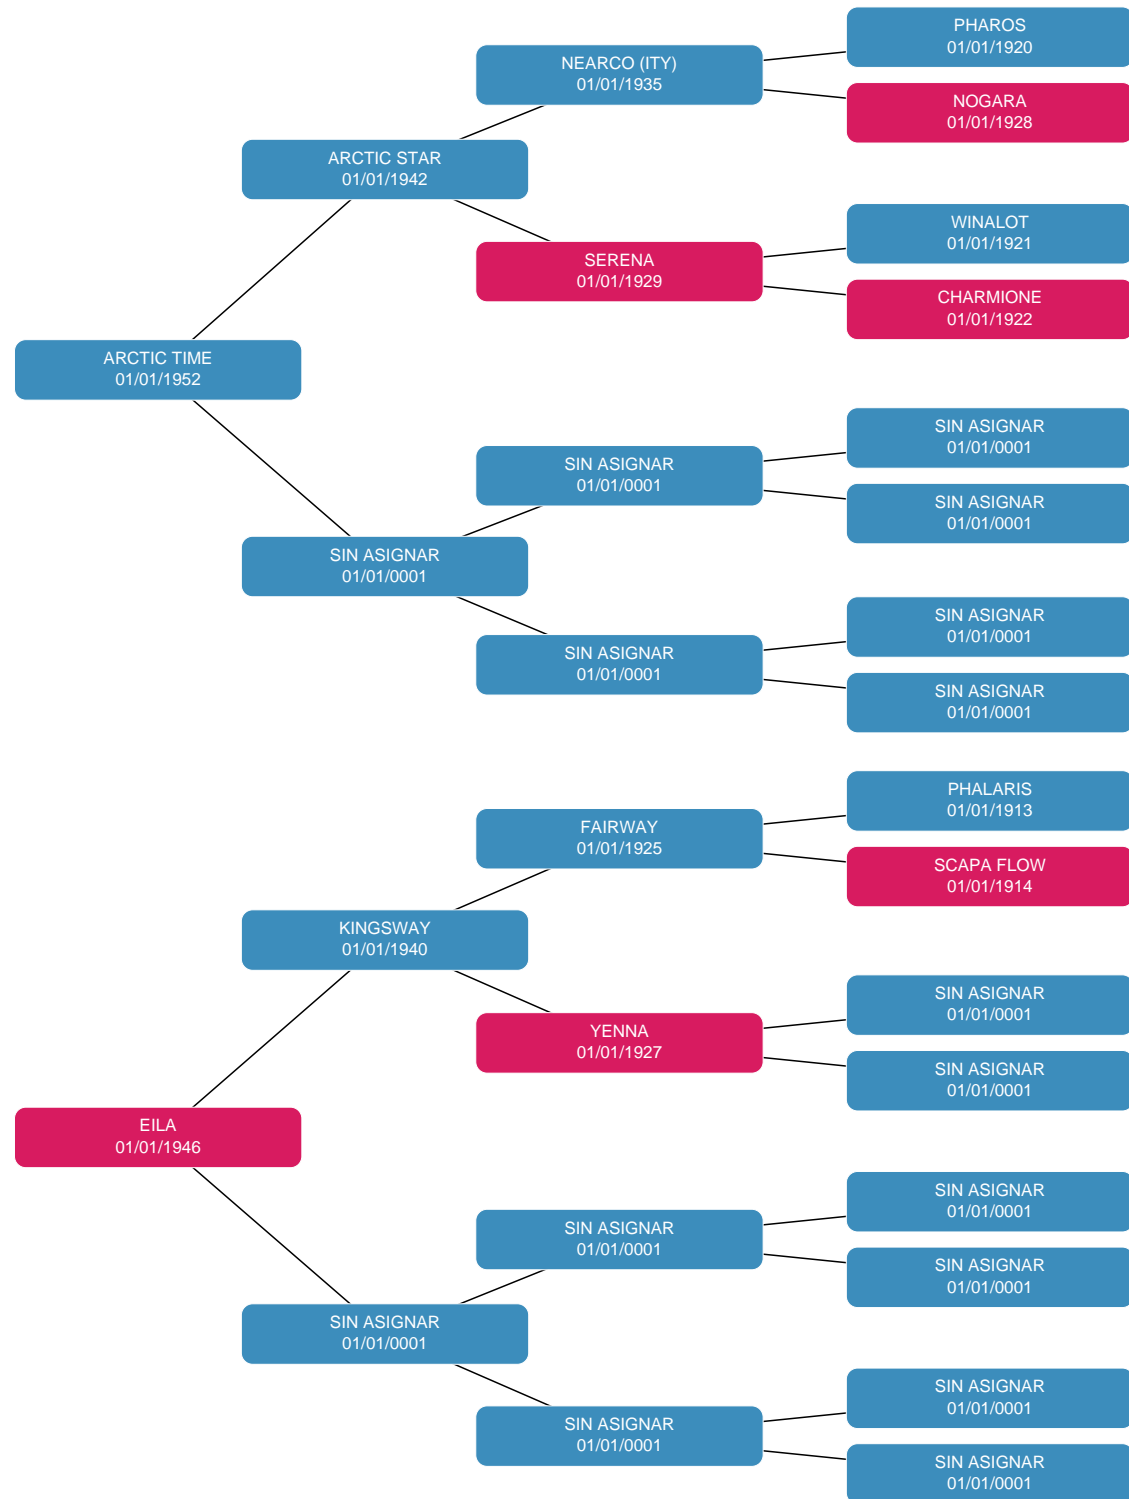 PHAROS
01/01/1920
NEARCO (ITY)
01/01/1935
NOGARA
01/01/1928
ARCTIC STAR
01/01/1942
WINALOT
01/01/1921
SERENA
01/01/1929
CHARMIONE
01/01/1922
ARCTIC TIME
01/01/1952
SIN ASIGNAR
01/01/0001
SIN ASIGNAR
01/01/0001
SIN ASIGNAR
01/01/0001
SIN ASIGNAR
01/01/0001
SIN ASIGNAR
01/01/0001
SIN ASIGNAR
01/01/0001
SIN ASIGNAR
01/01/0001
PHALARIS
01/01/1913
FAIRWAY
01/01/1925
SCAPA FLOW
01/01/1914
KINGSWAY
01/01/1940
SIN ASIGNAR
01/01/0001
YENNA
01/01/1927
SIN ASIGNAR
01/01/0001
EILA
01/01/1946
SIN ASIGNAR
01/01/0001
SIN ASIGNAR
01/01/0001
SIN ASIGNAR
01/01/0001
SIN ASIGNAR
01/01/0001
SIN ASIGNAR
01/01/0001
SIN ASIGNAR
01/01/0001
SIN ASIGNAR
01/01/0001